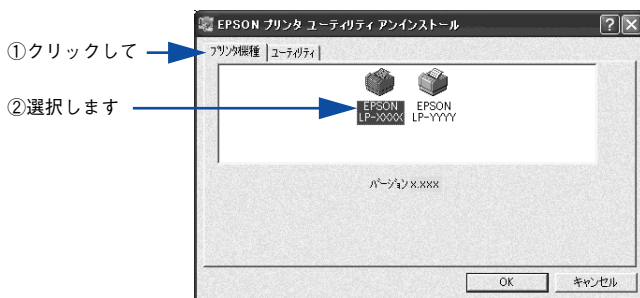 EPSON プリンタ ユーティリティ アンインストール
①クリックして
プリンタ機種
ユーティリティ
②選択します
EPSON
LP-XXXX
EPSON
LP-YYYY
バージョン X.XXX
OK
キャンセル